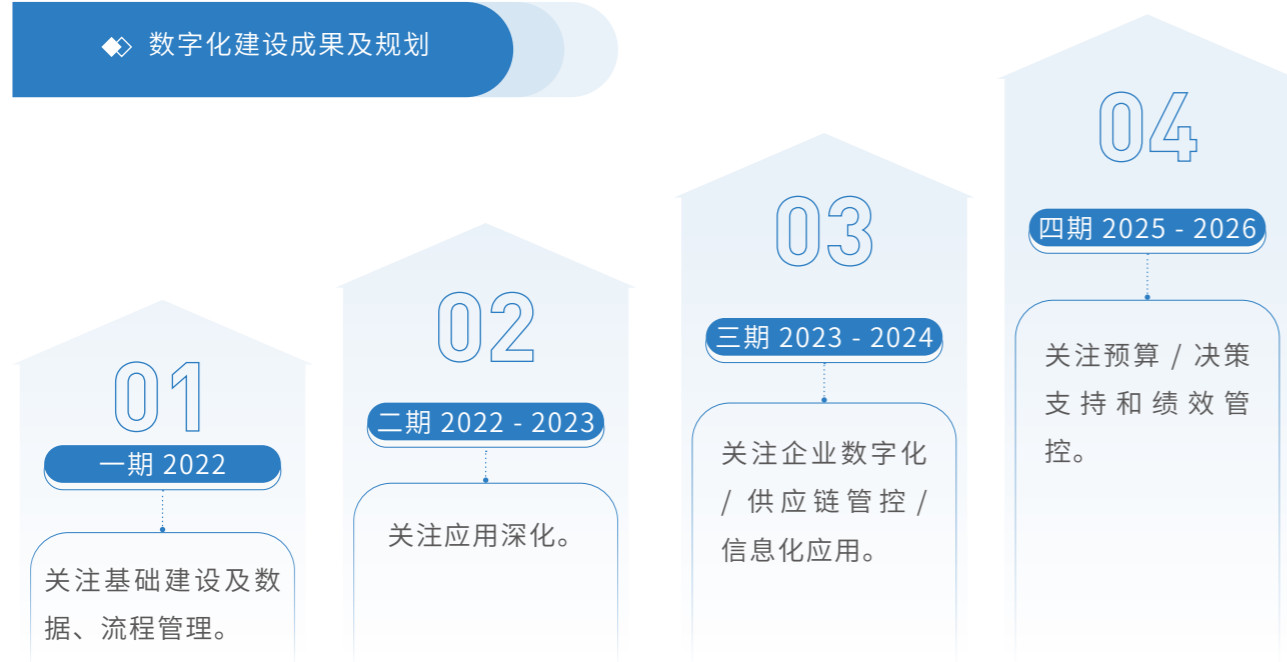 数字化建设成果及规划
01
一期 2022
关注基础建设及数
据、流程管理。
02
二期 2022 - 2023
关注应用深化。
03
三期 2023 - 2024
关注企业数字化
/ 供应链管控 /
信息化应用。
04
四期 2025 - 2026
关注预算 / 决策
支持和绩效管
控。